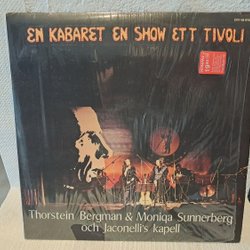 EN KABARET EN SHOW ETT TIVOLI
Thorstein Bergman & Moniqa Sunnerberg
och Jaconelli's kapell